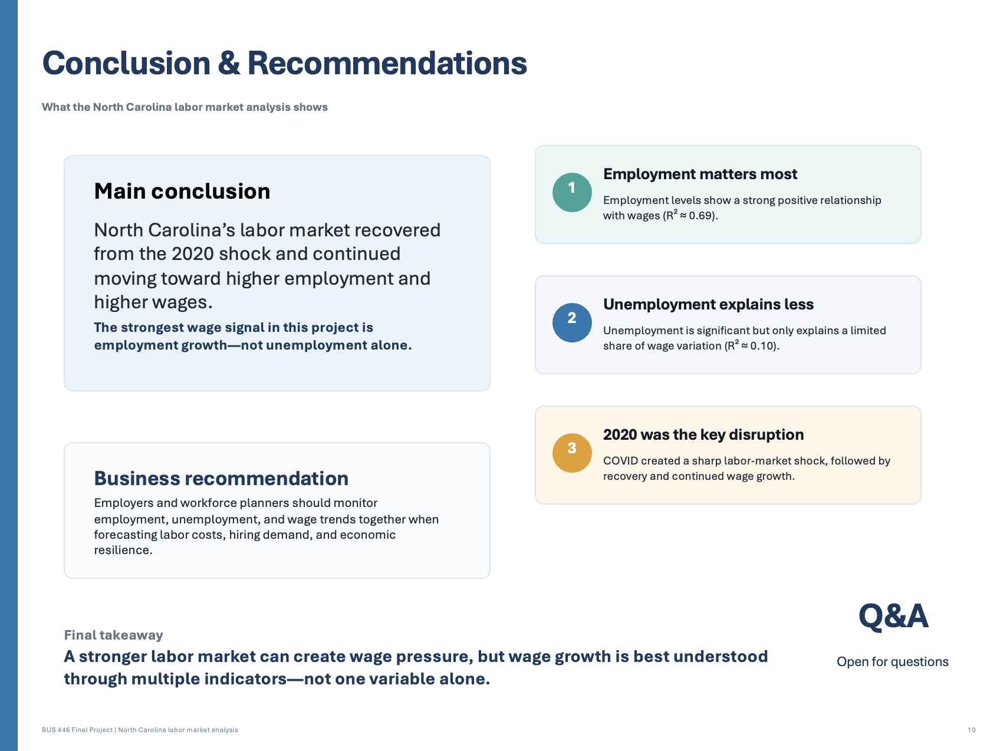 Conclusion & Recommendations
What the North Carolina labor market analysis shows
Main conclusion
North Carolina’s labor market recovered
from the 2020 shock and continued
moving toward higher employment and
higher wages.
The strongest wage signal in this project is
employment growth—not unemployment alone.
Business recommendation
Employers and workforce planners should monitor
employment, unemployment, and wage trends together when
forecasting labor costs, hiring demand, and economic
resilience.
1
Employment matters most
Employment levels show a strong positive relationship
with wages (R² ≈ 0.69).
2
Unemployment explains less
Unemployment is significant but only explains a limited
share of wage variation (R² ≈ 0.10).
3
2020 was the key disruption
COVID created a sharp labor-market shock, followed by
recovery and continued wage growth.
Final takeaway
A stronger labor market can create wage pressure, but wage growth is best understood
through multiple indicators—not one variable alone.
Q&A
Open for questions
BUS 446 Final Project | North Carolina labor market analysis
10